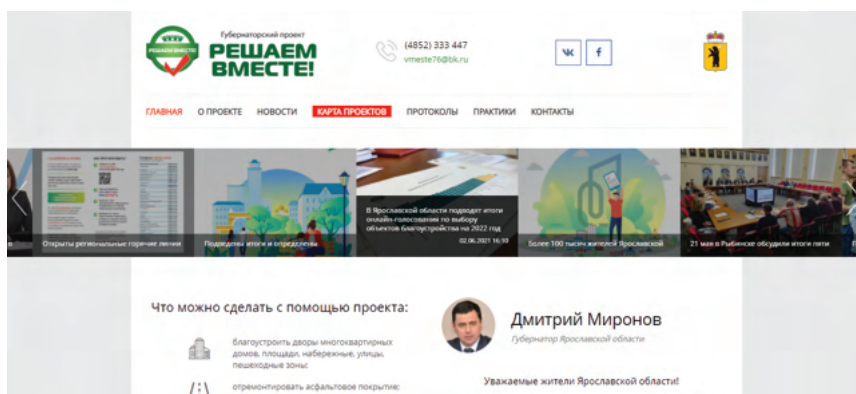 Губернаторский проект
РЕШАЕМ ВМЕСТЕ!
РЕШАЕМ
ВМЕСТЕ!
(4852) 333 447
vmeste76@bk.ru
ГЛАВНАЯ О ПРОЕКТЕ НОВОСТИ КАРТА ПРОЕКТОВ ПРОТОКОЛЫ ПРАКТИКИ КОНТАКТЫ
Открыты региональные горячие линии
Подведены итоги и определены
В Ярославской области подводят итоги
онлайн-голосования по выбору
объектов благоустройства на 2022 год
02.06.2021 16:10
Более 100 тысяч жителей Ярославской
21 мая в Рыбинске обсудили итоги пяти
Что можно сделать с помощью проекта:
благоустроить дворы многоквартирных
домов, площади, набережные, улицы,
пешеходные зоны;
отремонтировать асфальтовое покрытие;
Дмитрий Миронов
Губернатор Ярославской области
Уважаемые жители Ярославской области!